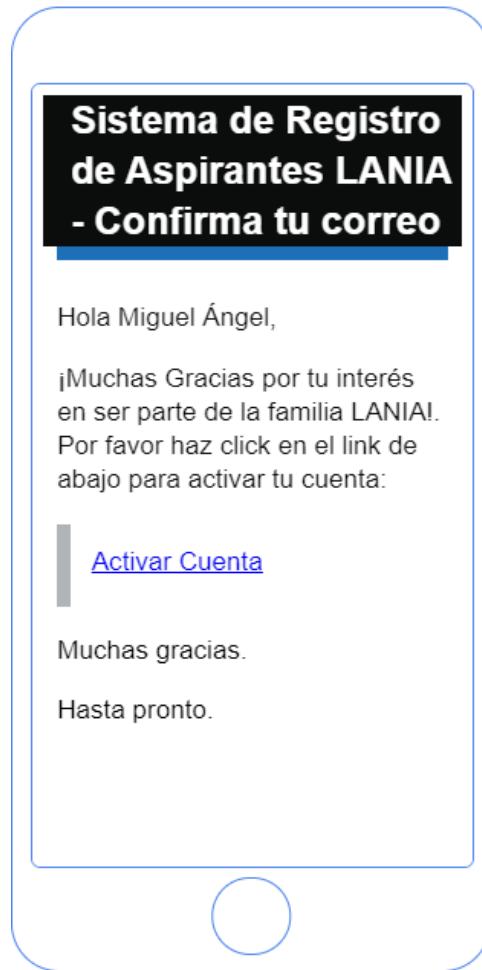 Sistema de Registro
de Aspirantes LANIA
- Confirma tu correo
Hola Miguel Ángel,
¡Muchas Gracias por tu interés
en ser parte de la familia LANIA!.
Por favor haz click en el link de
abajo para activar tu cuenta:
Activar Cuenta
Muchas gracias.
Hasta pronto.